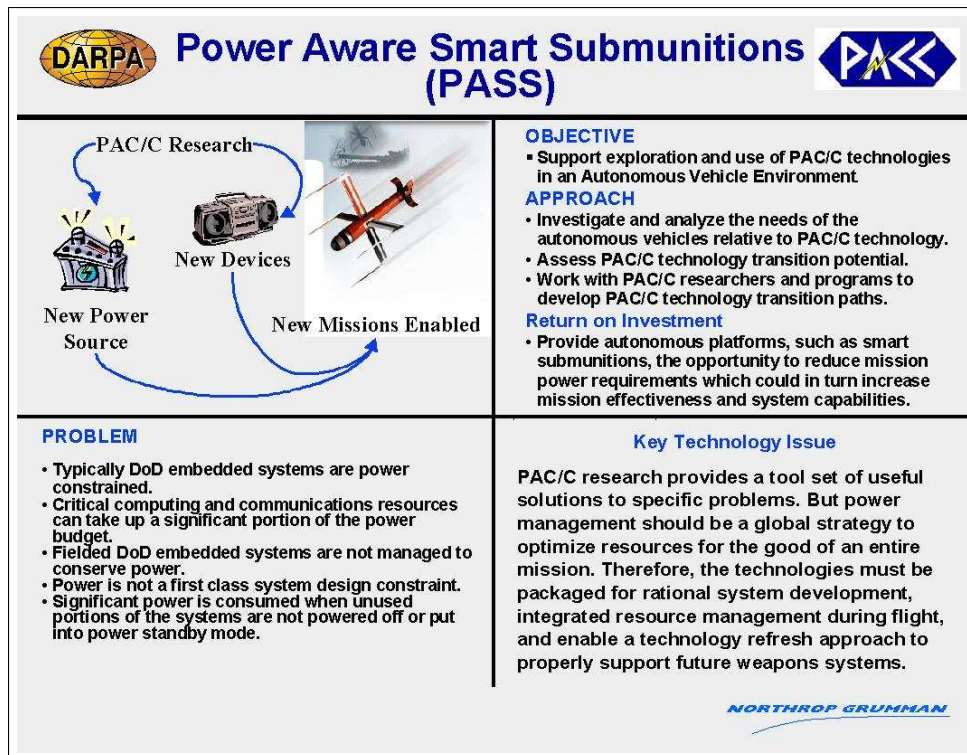 DARPA
Power Aware Smart Submunitions
(PASS)
PACC
PAC/C Research
New Devices
New Power
Source
New Missions Enabled
OBJECTIVE
▪ Support exploration and use of PAC/C technologies
in an Autonomous Vehicle Environment.
APPROACH
• Investigate and analyze the needs of the
autonomous vehicles relative to PAC/C technology.
• Assess PAC/C technology transition potential.
• Work with PAC/C researchers and programs to
develop PAC/C technology transition paths.
Return on Investment
• Provide autonomous platforms, such as smart
submunitions, the opportunity to reduce mission
power requirements which could in turn increase
mission effectiveness and system capabilities.
PROBLEM
• Typically DoD embedded systems are power
constrained.
• Critical computing and communications resources
can take up a significant portion of the power
budget.
• Fielded DoD embedded systems are not managed to
conserve power.
• Power is not a first class system design constraint.
• Significant power is consumed when unused
portions of the systems are not powered off or put
into power standby mode.
Key Technology Issue
PAC/C research provides a tool set of useful
solutions to specific problems. But power
management should be a global strategy to
optimize resources for the good of an entire
mission. Therefore, the technologies must be
packaged for rational system development,
integrated resource management during flight,
and enable a technology refresh approach to
properly support future weapons systems.
NORTHROP GRUMMAN